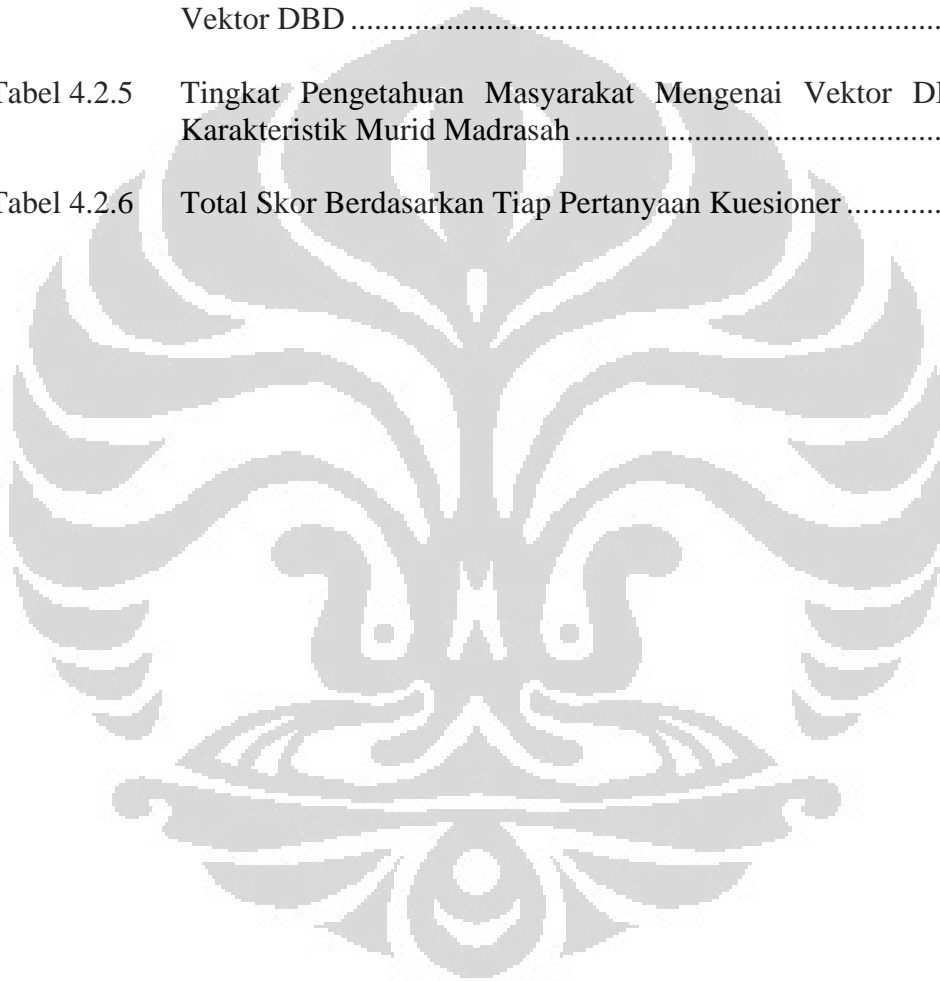 Vektor DBD ....................................................................
Tabel 4.2.5 Tingkat Pengetahuan Masyarakat Mengenai Vektor
Karakteristik Murid Madrasah ..........................................
Tabel 4.2.6 Total Skor Berdasarkan Tiap Pertanyaan Kuesioner ............